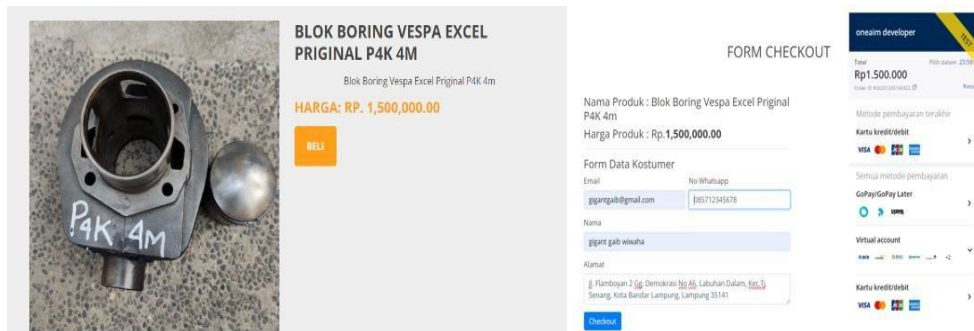 BLOK BORING VESPA EXCEL
PRIGINAL P4K 4M
Blok Boring Vespa Excel Priginal P4K 4m
HARGA: RP. 1,500,000.00
BELI
P4K 4M
FORM CHECKOUT
Nama Produk : Blok Boring Vespa Excel Priginal
P4K 4m
Harga Produk : Rp.1,500,000.00
Form Data Kostumer
Email
No Whatsapp
gigantgaib@gmail.com
085712345678
Nama
gigant gaib wiwaha
Alamat
Jl. Flamboyan 2 Gg. Demokrasi No A6, Labuhan Dalam, Kec.Tj.
Senang, Kota Bandar Lampung, Lampung 35141
Checkout
oneaim developer
TEST
Total
Pilih dalam
Rp1.500.000
Metode pembayaran terakhir
Kartu kredit/debit
VISA
Semua metode pembayaran
GoPay/GoPay Later
Virtual account
Kartu kredit/debit
VISA